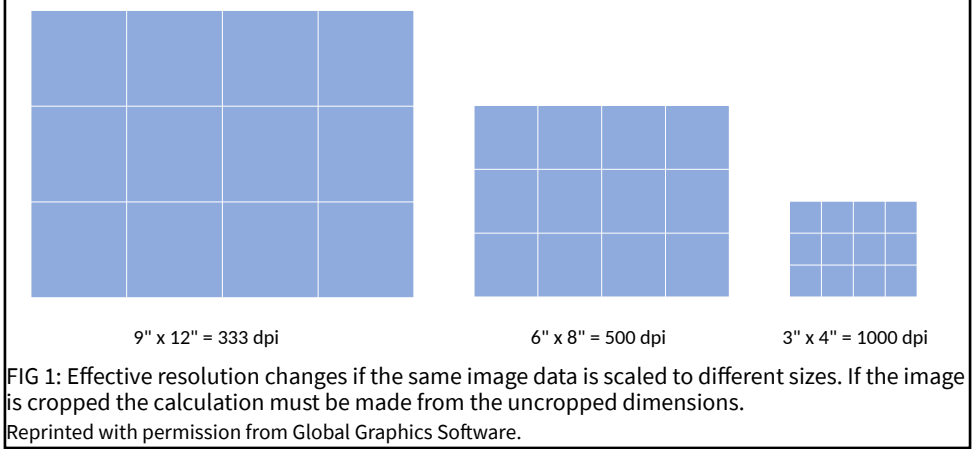 9" x 12" = 333 dpi
6" x 8" = 500 dpi
3" x 4" = 1000 dpi
FIG 1: Effective resolution changes if the same image data is scaled to different sizes. If the image
is cropped the calculation must be made from the uncropped dimensions.
Reprinted with permission from Global Graphics Software.